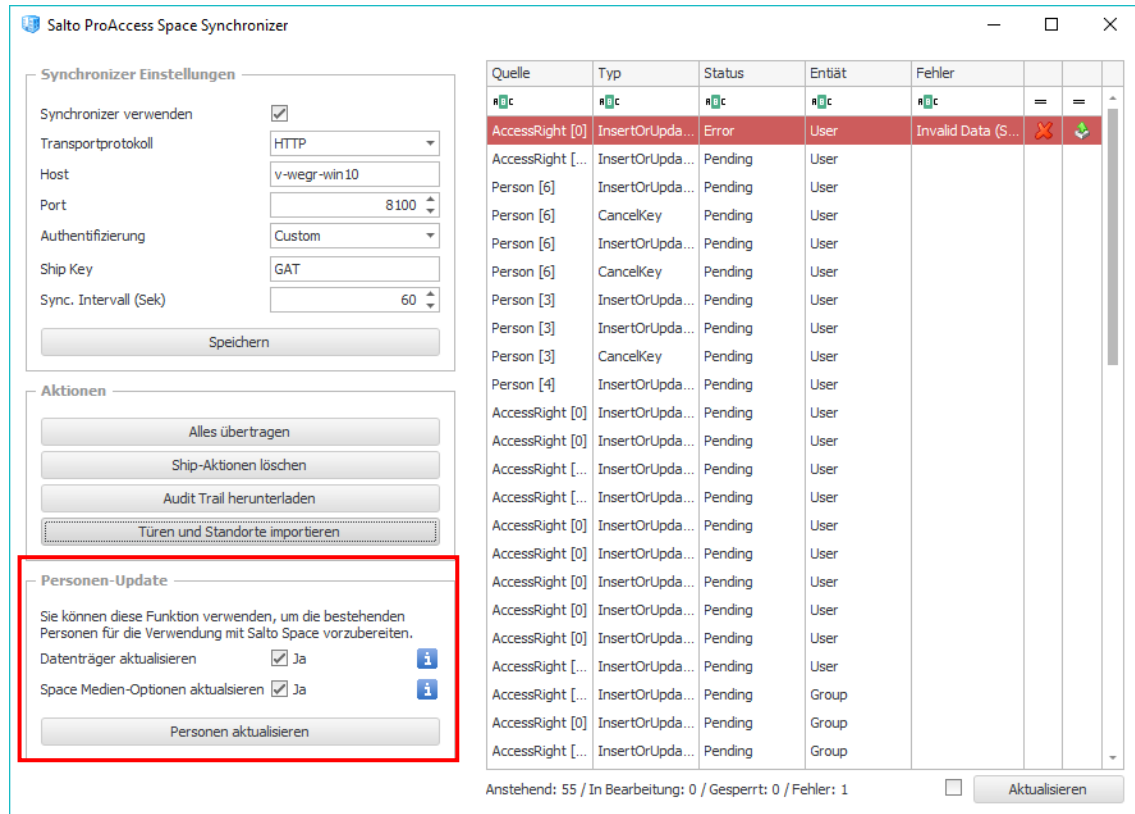 Salto ProAccess Space Synchronizer
Synchronizer Einstellungen
Synchronizer verwenden
Transportprotokoll HTTP
Host v-wegr-win10
Port 8100
Authentifizierung Custom
Ship Key GAT
Sync. Intervall (Sek) 60
Speichern
Aktionen
Alles übertragen
Ship-Aktionen löschen
Audit Trail herunterladen
Türen und Standorte importieren
Personen-Update
Sie können diese Funktion verwenden, um die bestehenden
Personen für die Verwendung mit Salto Space vorzubereiten.
Datenträger aktualisieren Ja
Space Medien-Optionen aktualsieren Ja
Personen aktualisieren
Quelle Typ Status Entiät Fehler
ABC ABC ABC ABC ABC = =
AccessRight [0] InsertOrUpda... Error User Invalid Data (S...
AccessRight [... InsertOrUpda... Pending User
Person [6] InsertOrUpda... Pending User
Person [6] CancelKey Pending User
Person [6] InsertOrUpda... Pending User
Person [6] CancelKey Pending User
Person [3] InsertOrUpda... Pending User
Person [3] InsertOrUpda... Pending User
Person [3] CancelKey Pending User
Person [4] InsertOrUpda... Pending User
AccessRight [0] InsertOrUpda... Pending User
AccessRight [0] InsertOrUpda... Pending User
AccessRight [... InsertOrUpda... Pending User
AccessRight [... InsertOrUpda... Pending User
AccessRight [0] InsertOrUpda... Pending User
AccessRight [0] InsertOrUpda... Pending User
AccessRight [0] InsertOrUpda... Pending User
AccessRight [0] InsertOrUpda... Pending User
AccessRight [0] InsertOrUpda... Pending User
AccessRight [... InsertOrUpda... Pending User
AccessRight [... InsertOrUpda... Pending Group
AccessRight [0] InsertOrUpda... Pending Group
AccessRight [... InsertOrUpda... Pending Group
Anstehend: 55 / In Bearbeitung: 0 / Gesperrt: 0 / Fehler: 1
Aktualisieren